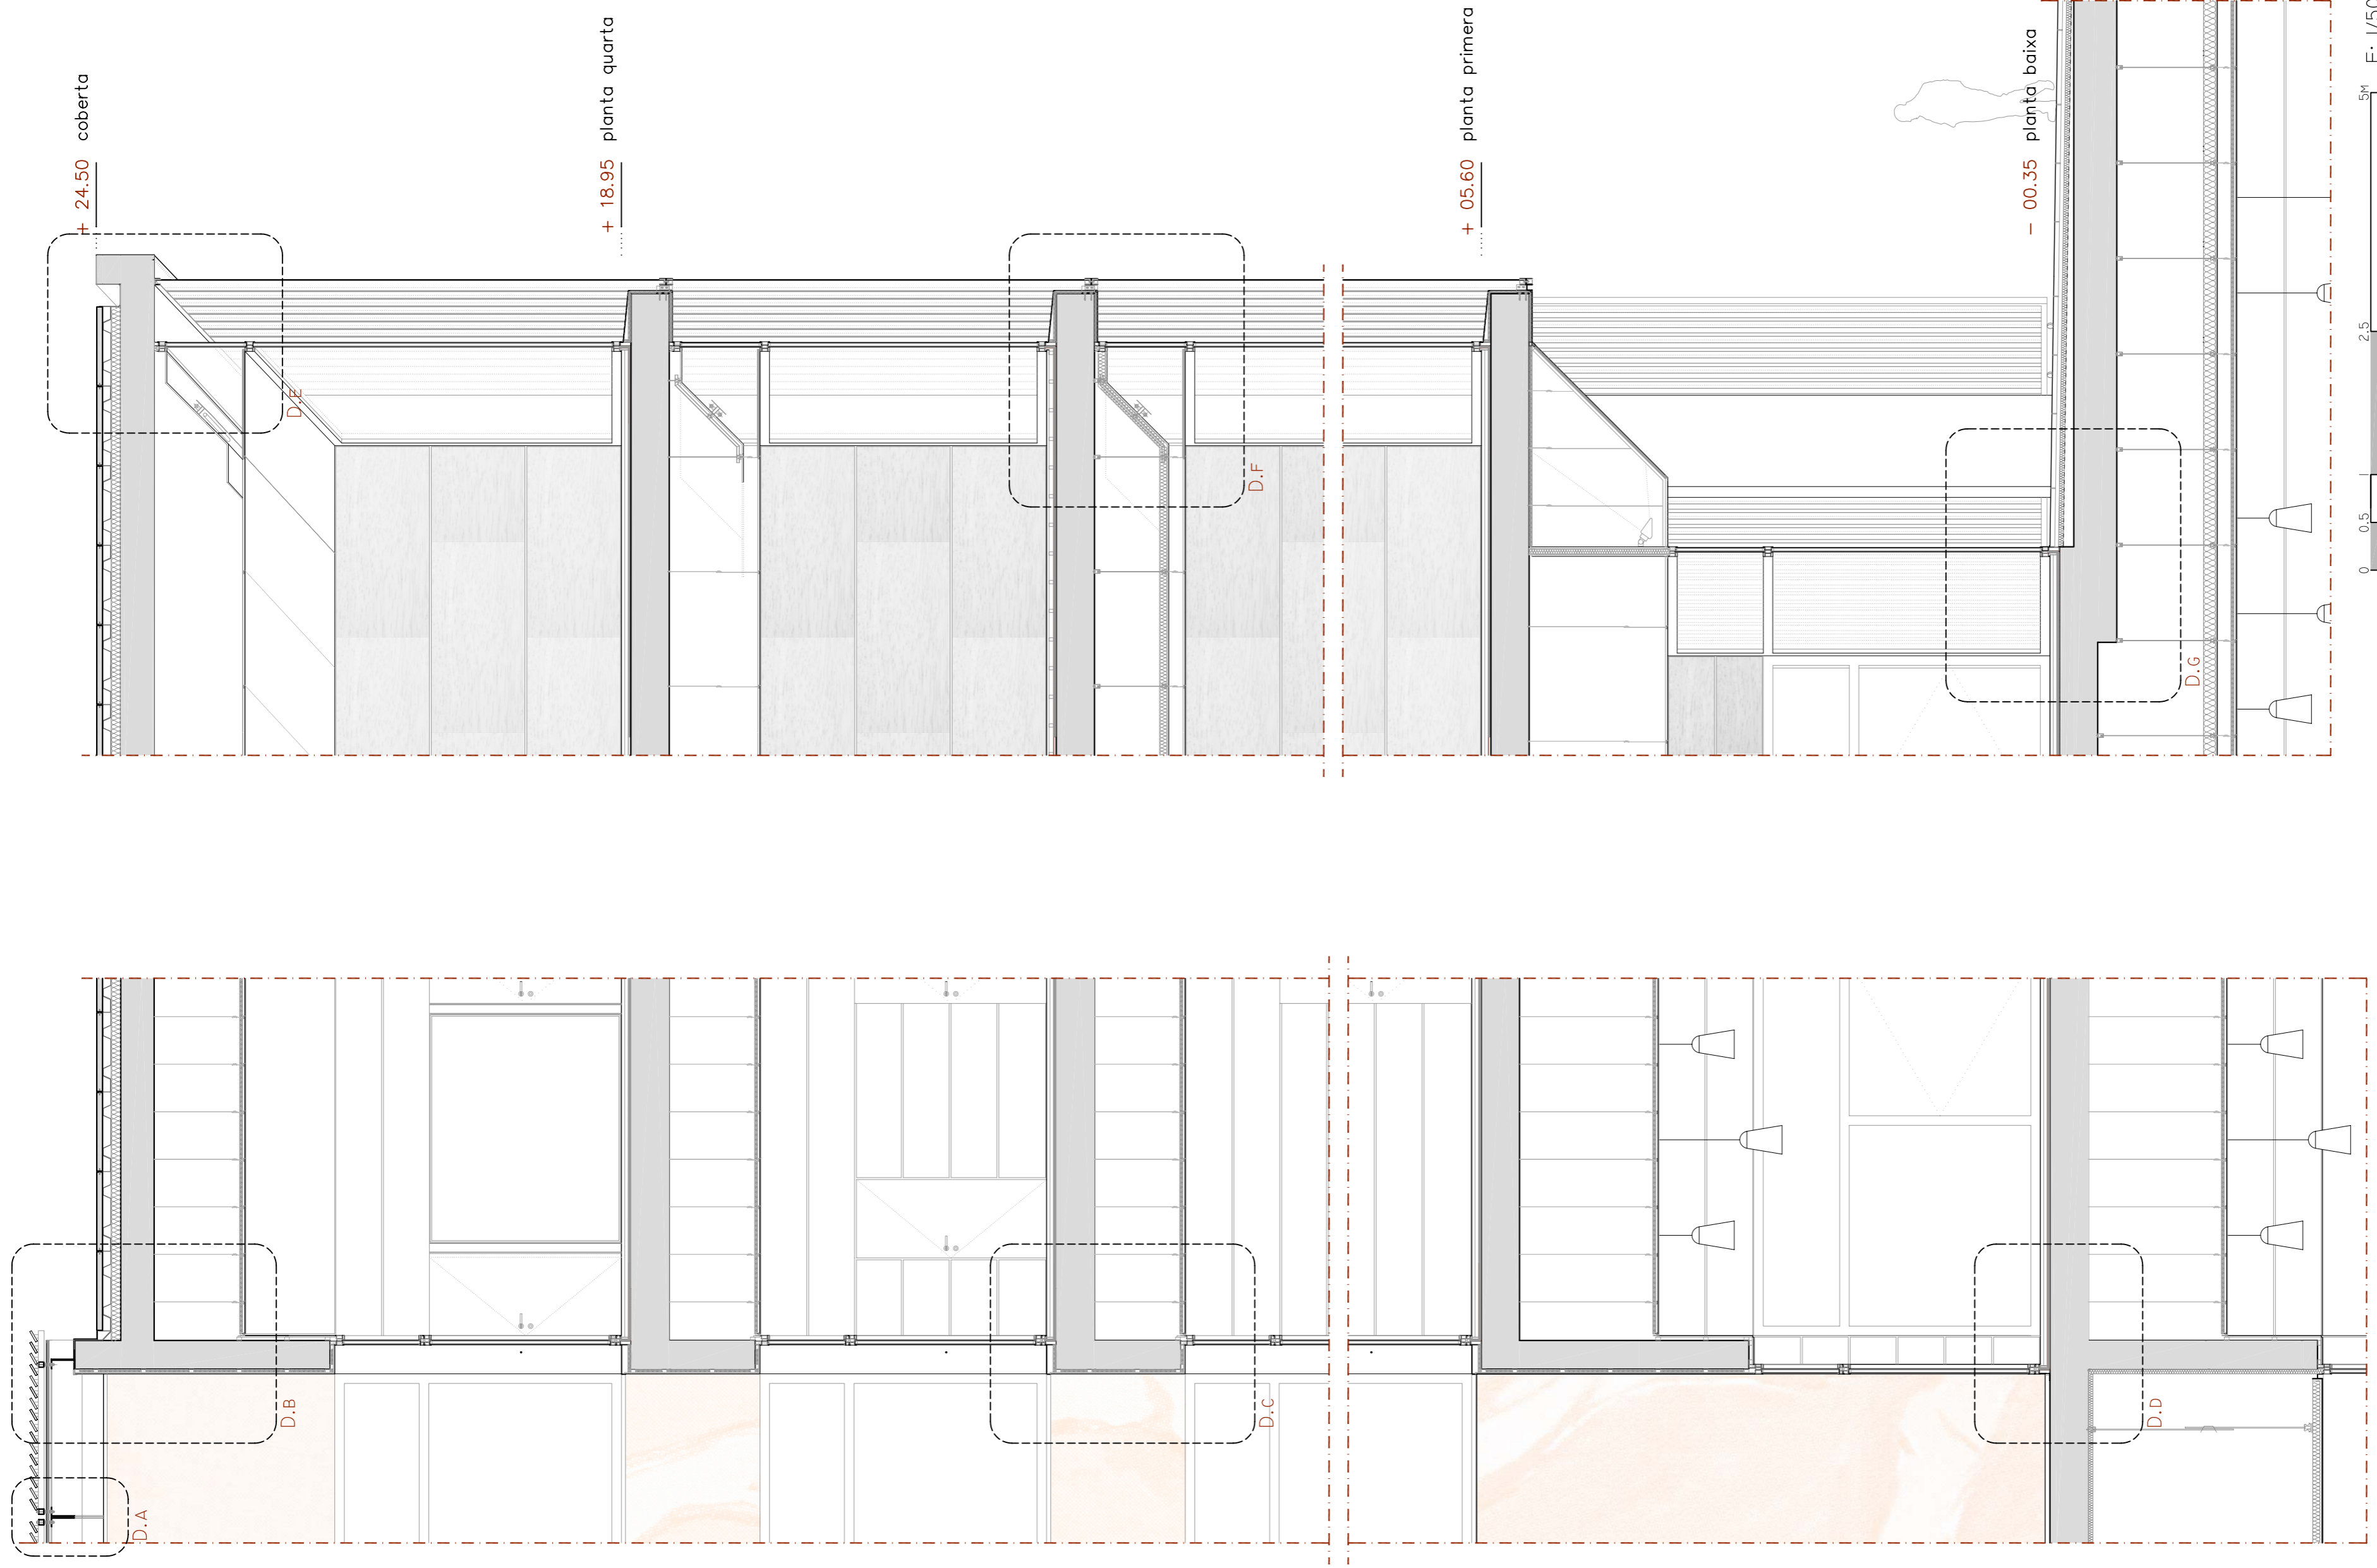 + 24.50 coberta
+ 18.95 planta quarta
+ 05.60 planta primera
- 00.35 planta baixa
D.E
D.F
D.G
D.B
D.C
D.D
D.A
0 0.5 1 2.5 5M